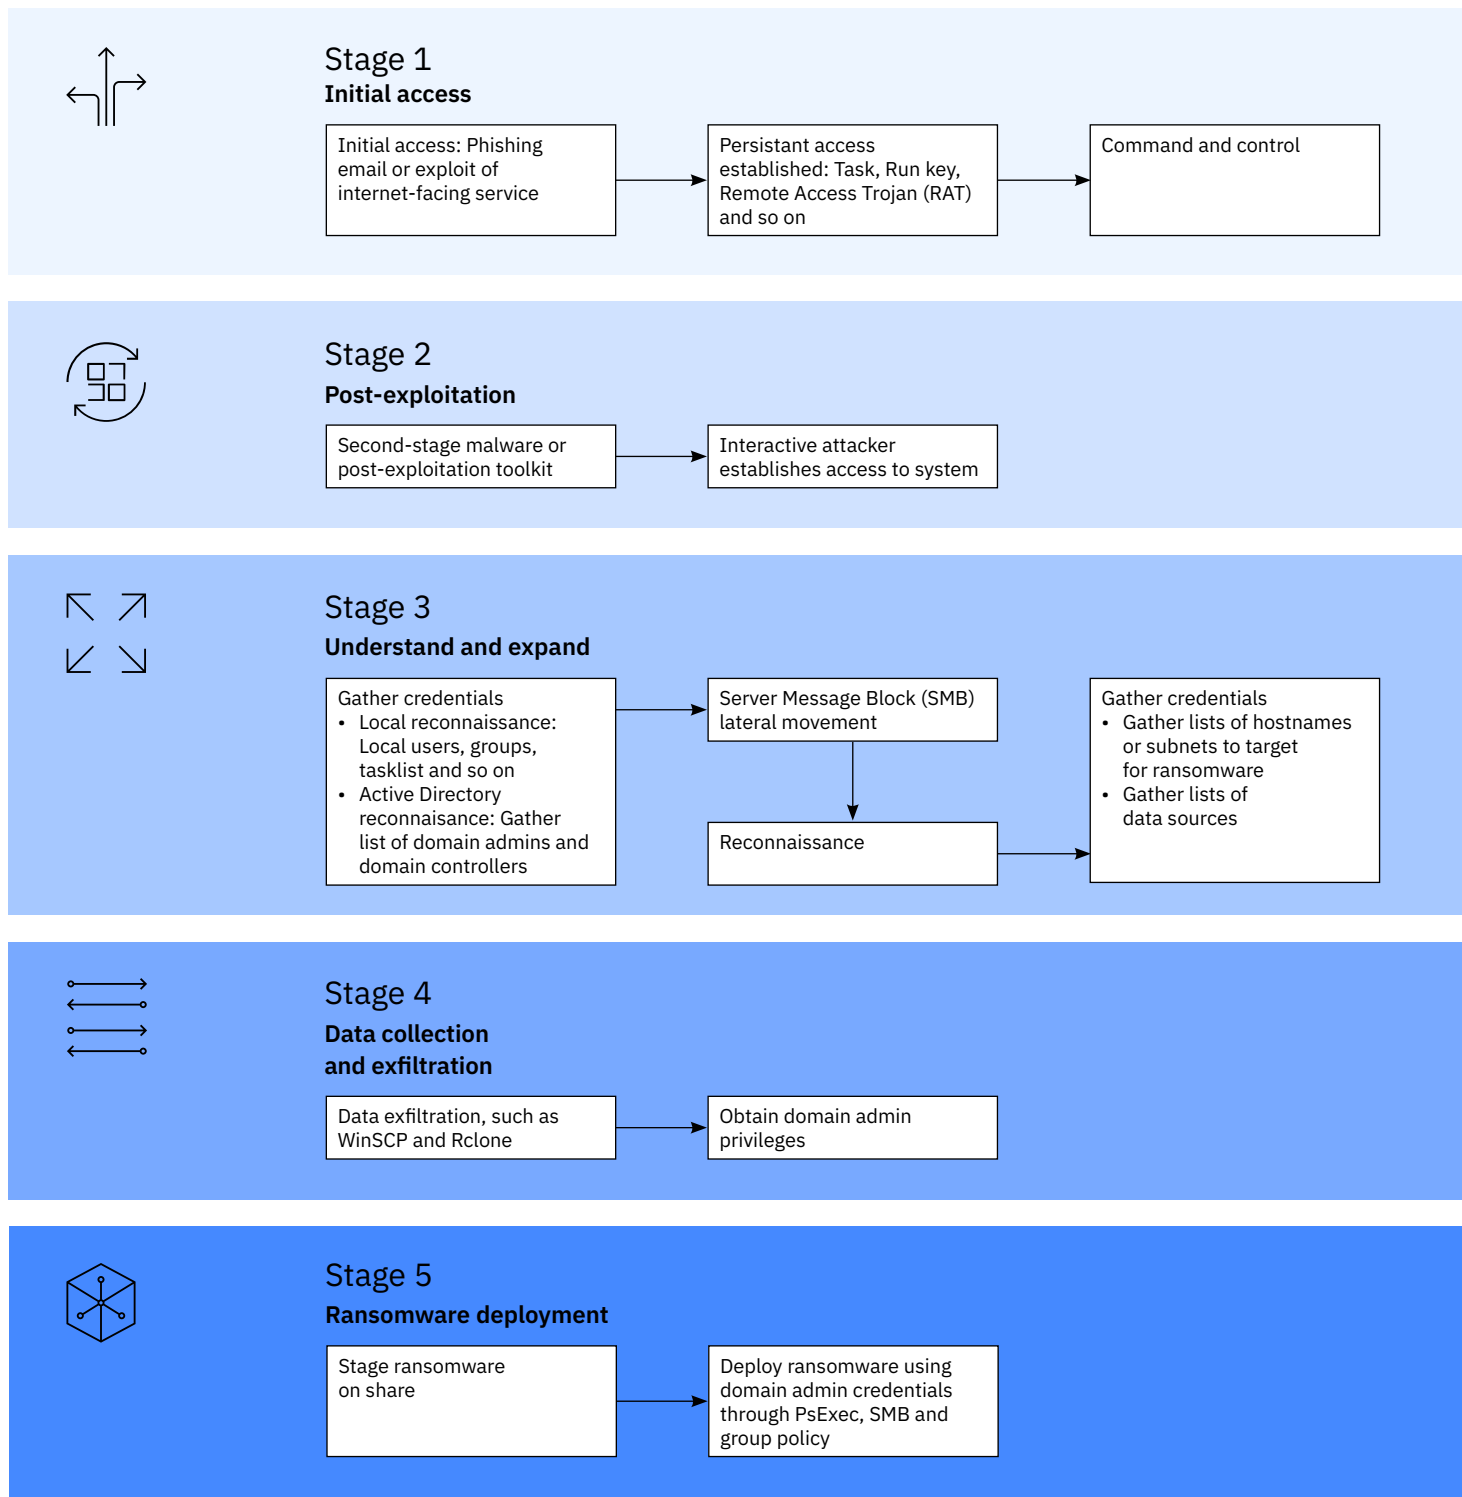 Stage 1
Initial access
Initial access: Phishing
email or exploit of
internet-facing service
Persistant access
established: Task, Run key,
Remote Access Trojan (RAT)
and so on
Command and control
Stage 2
Post-exploitation
Second-stage malware or
post-exploitation toolkit
Interactive attacker
establishes access to system
Stage 3
Understand and expand
Gather credentials
• Local reconnaissance:
Local users, groups,
tasklist and so on
• Active Directory
reconnaisance: Gather
list of domain admins and
domain controllers
Server Message Block (SMB)
lateral movement
Reconnaissance
Gather credentials
• Gather lists of hostnames
or subnets to target
for ransomware
• Gather lists of
data sources
Stage 4
Data collection
and exfiltration
Data exfiltration, such as
WinSCP and Rclone
Obtain domain admin
privileges
Stage 5
Ransomware deployment
Stage ransomware
on share
Deploy ransomware using
domain admin credentials
through PsExec, SMB and
group policy